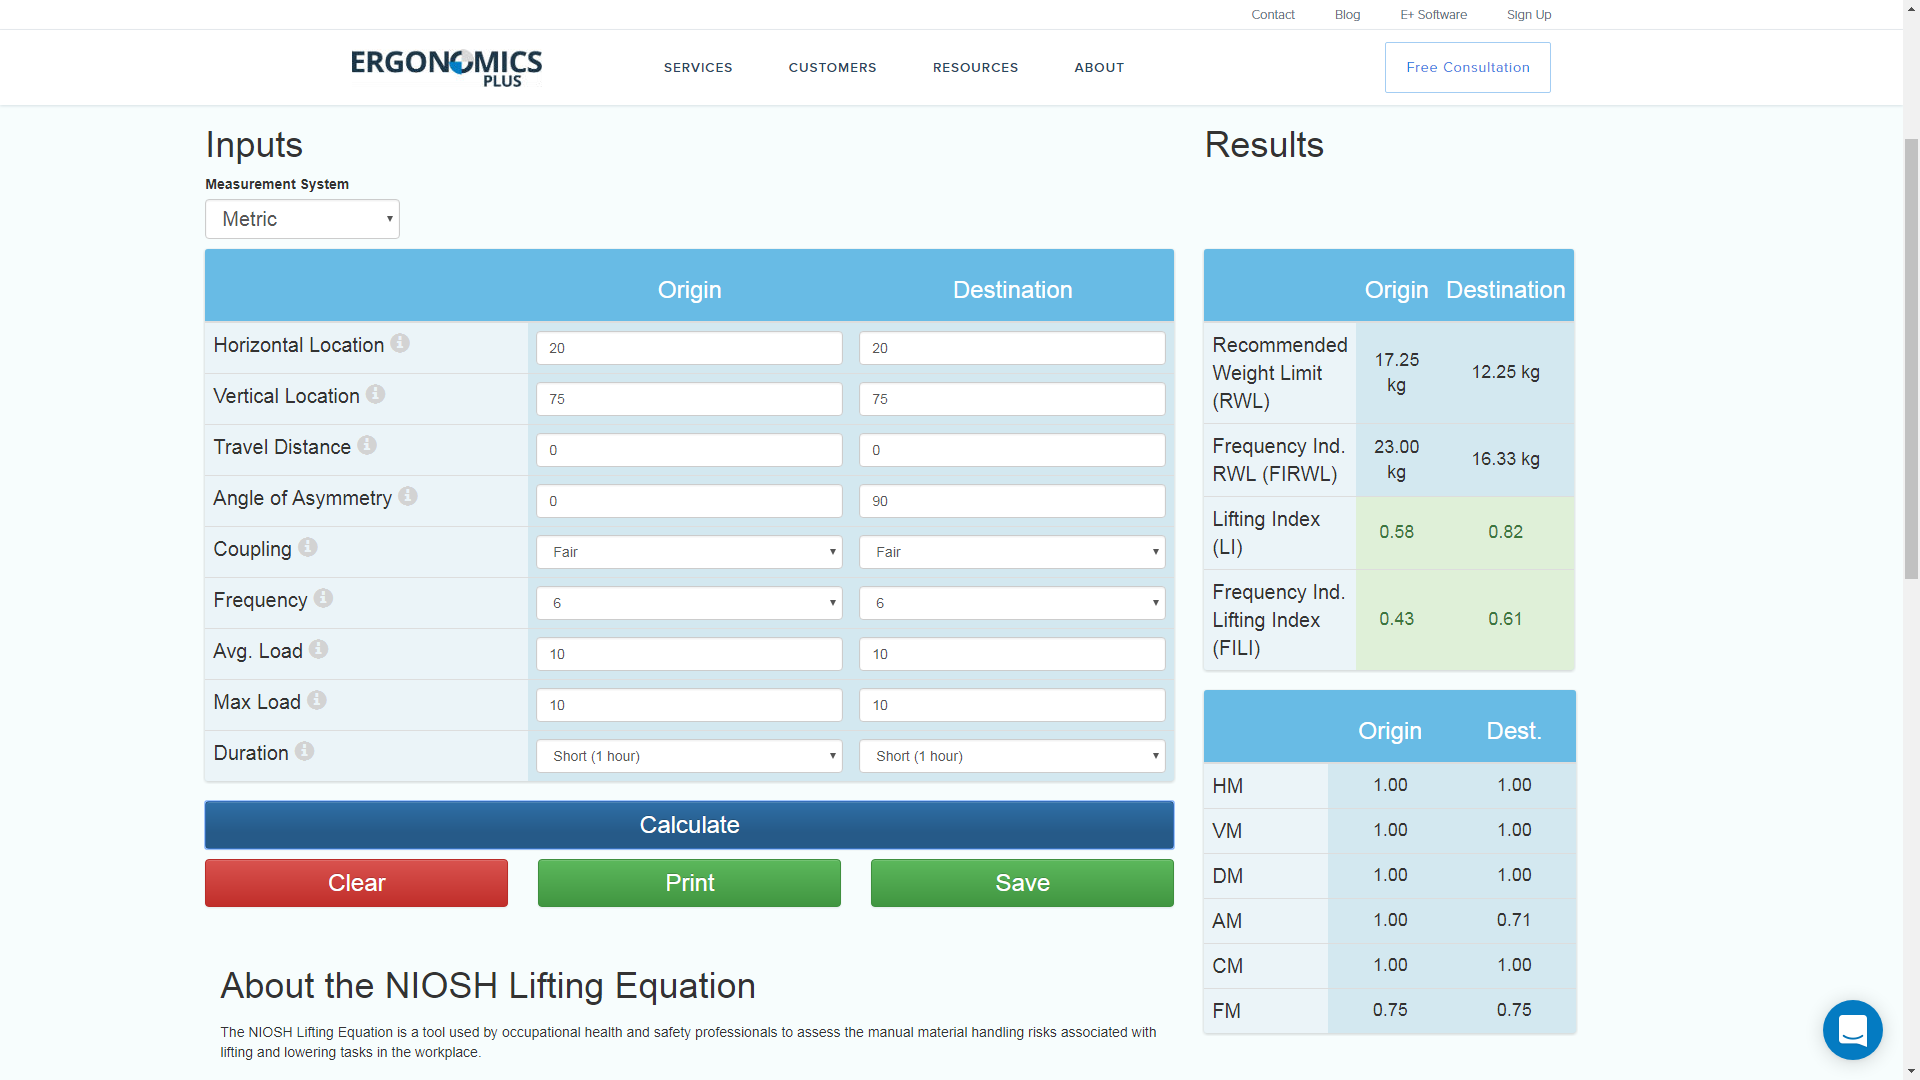 Contact Blog E+ Software Sign Up
ERGONOMICS PLUS SERVICES CUSTOMERS RESOURCES ABOUT Free Consultation
Inputs
Measurement System
Metric
Origin Destination
Horizontal Location 20 20
Vertical Location 75 75
Travel Distance 0 0
Angle of Asymmetry 0 90
Coupling Fair Fair
Frequency 6 6
Avg. Load 10 10
Max Load 10 10
Duration Short (1 hour) Short (1 hour)
Calculate
Clear Print Save
Results
Origin Destination
Recommended
Weight Limit
(RWL)
17.25
kg
12.25 kg
Frequency Ind.
RWL (FIRWL)
23.00
kg
16.33 kg
Lifting Index
(LI)
0.58 0.82
Frequency Ind.
Lifting Index
(FILI)
0.43 0.61
Origin Dest.
HM 1.00 1.00
VM 1.00 1.00
DM 1.00 1.00
AM 1.00 0.71
CM 1.00 1.00
FM 0.75 0.75
About the NIOSH Lifting Equation
The NIOSH Lifting Equation is a tool used by occupational health and safety professionals to assess the manual material handling risks associated with
lifting and lowering tasks in the workplace.